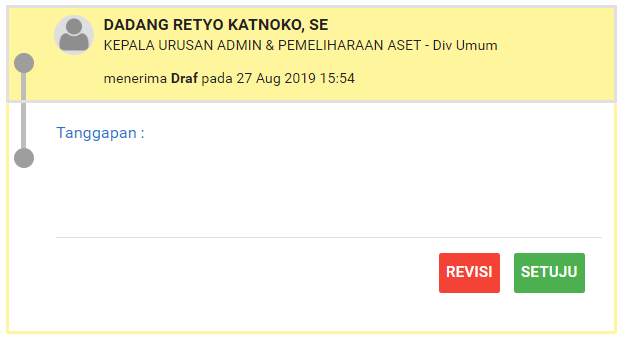 DADANG RETYO KATNOKO, SE
KEPALA URUSAN ADMIN & PEMELIHARAAN ASET - Div Umum
menerima Draf pada 27 Aug 2019 15:54
Tanggapan :
REVISI
SETUJU